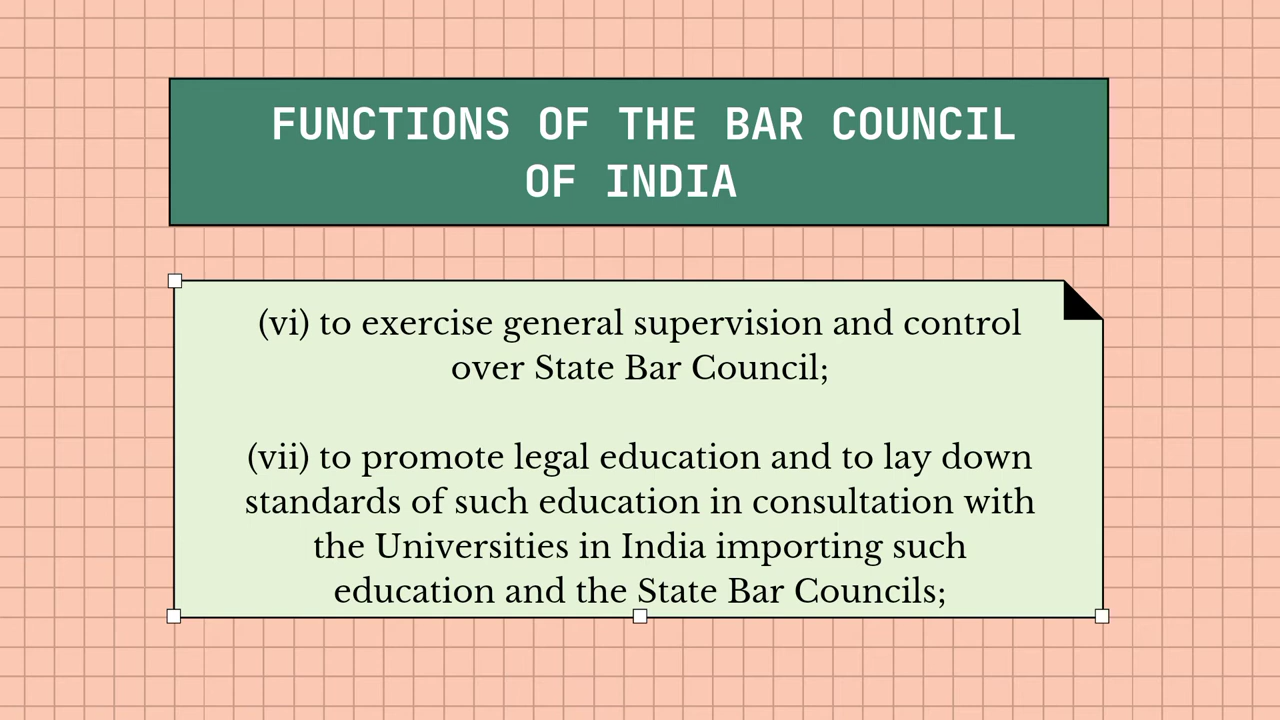 FUNCTIONS OF THE BAR COUNCIL
OF INDIA
(vi) to exercise general supervision and control
over State Bar Council;
(vii) to promote legal education and to lay down
standards of such education in consultation with
the Universities in India importing such
education and the State Bar Councils;